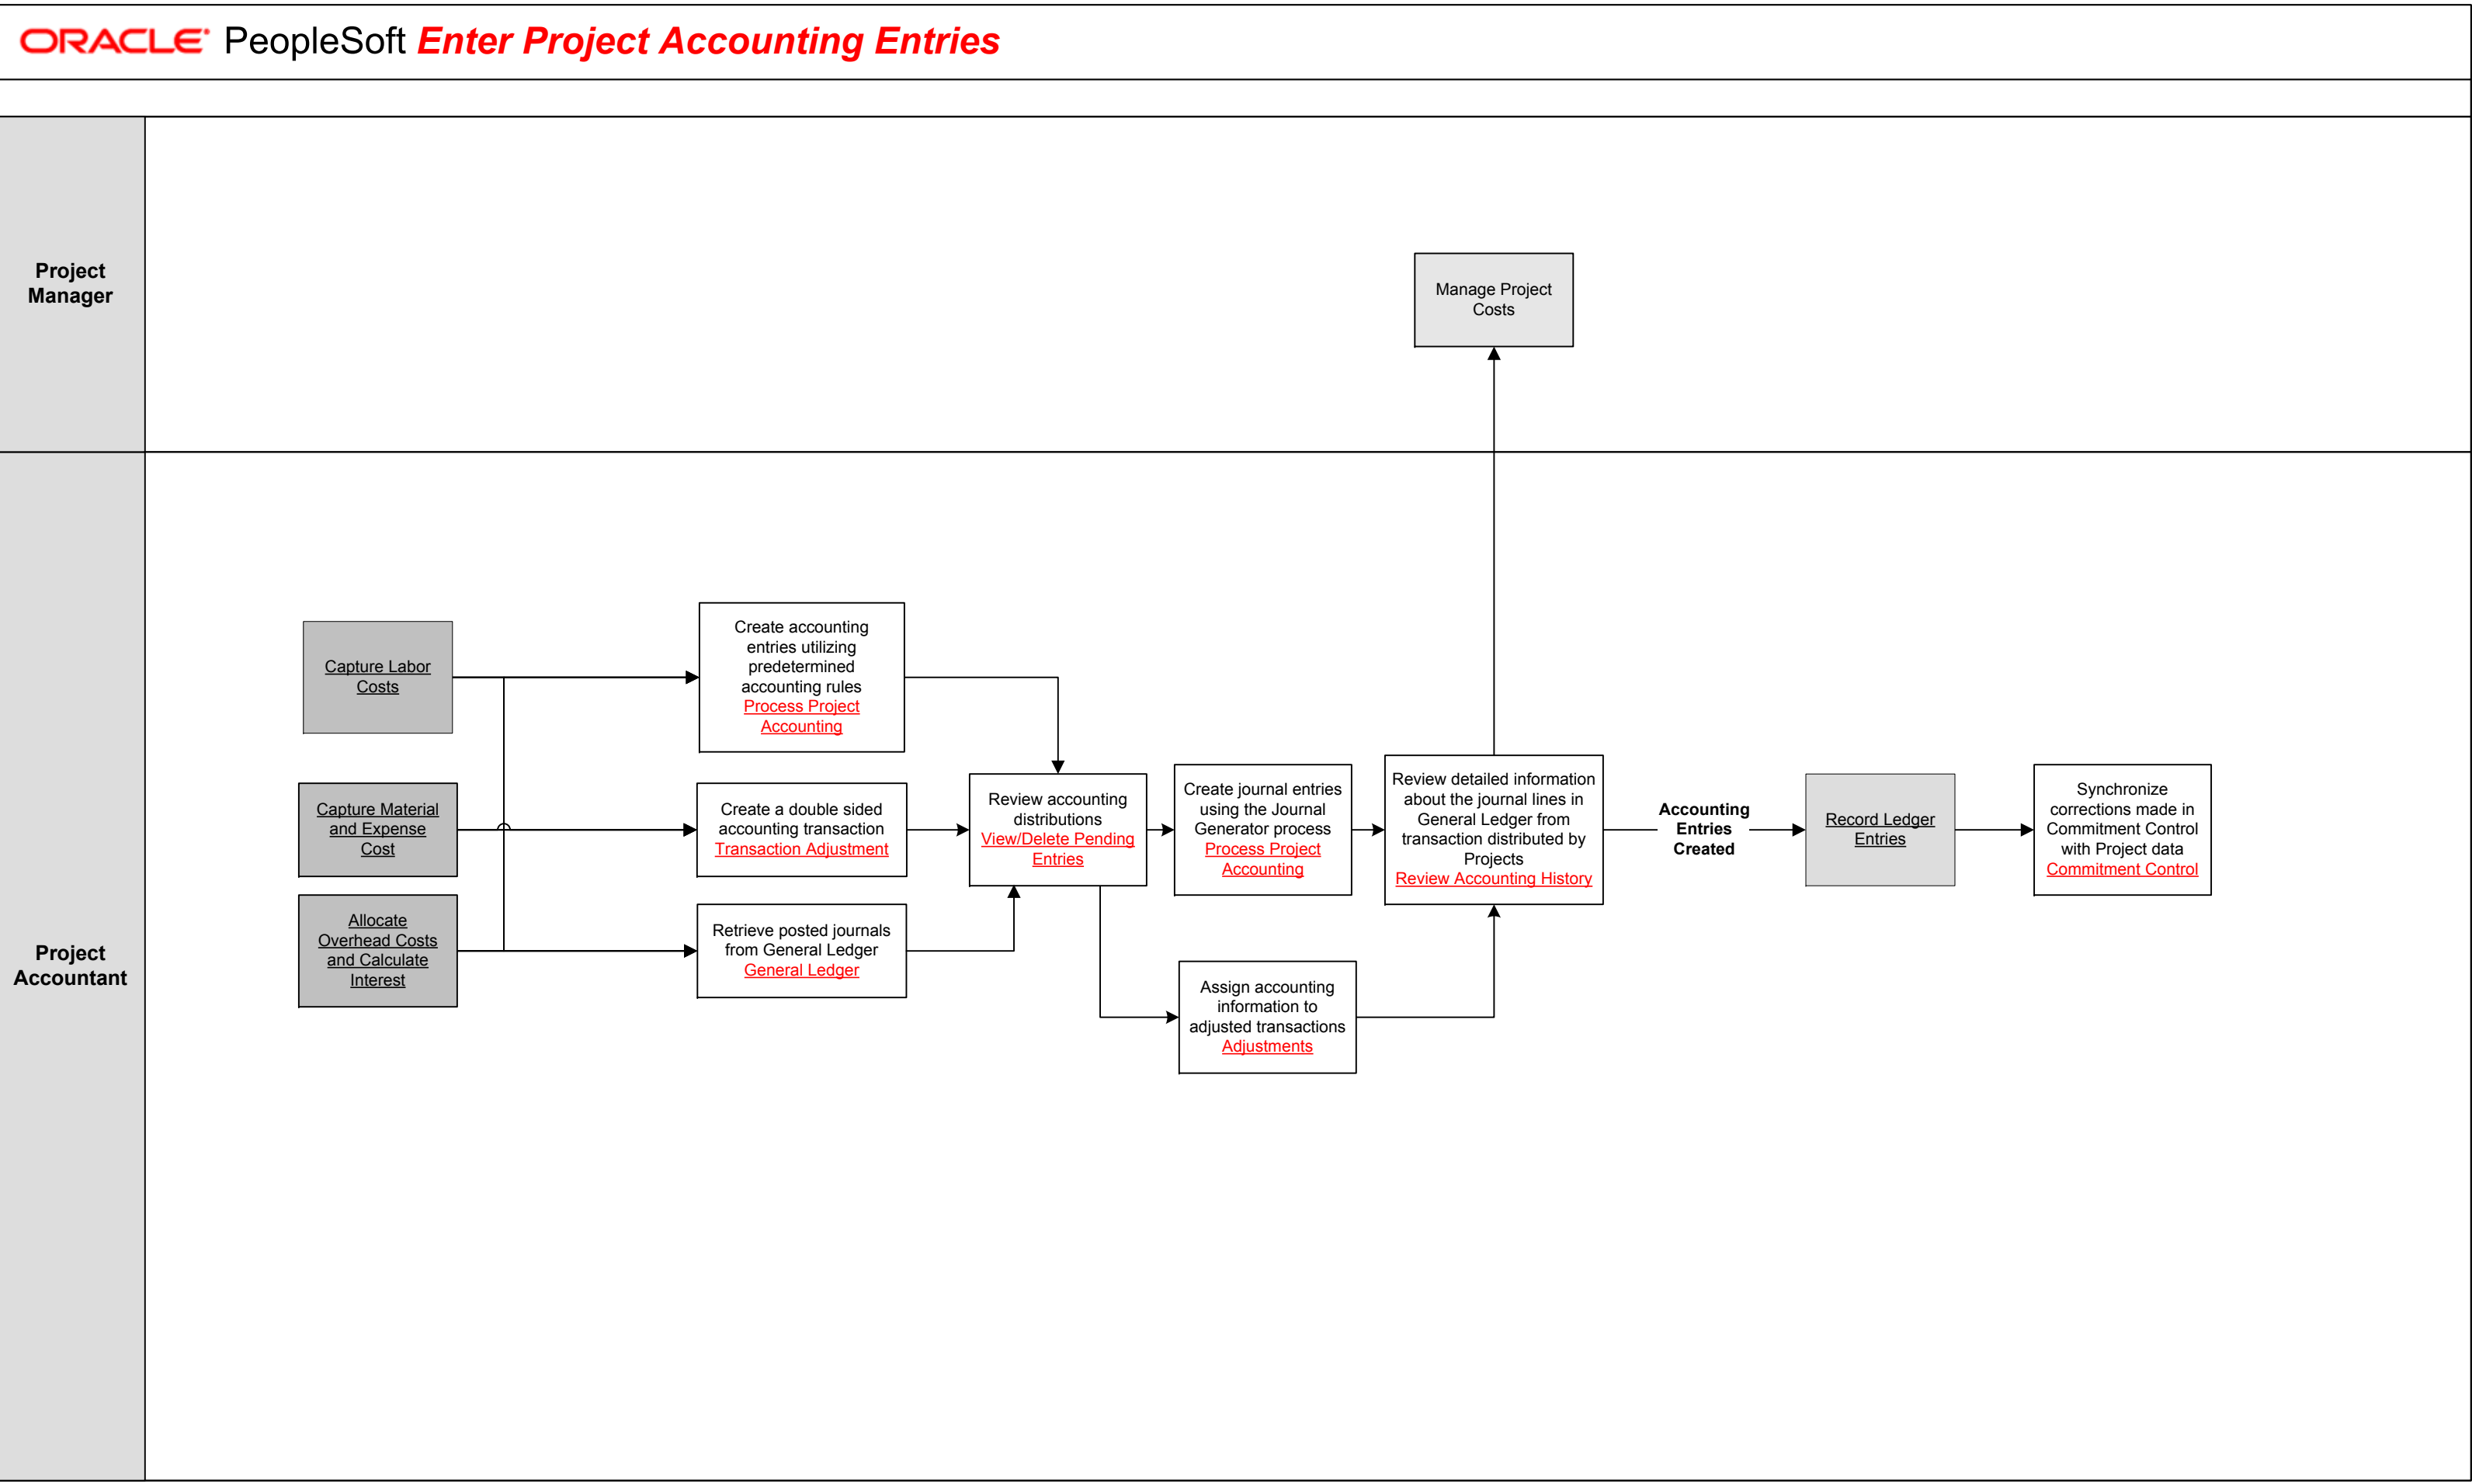 ORACLE PeopleSoft Enter Project Accounting Entries
Project
Manager
Manage Project
Costs
Project
Accountant
Capture Labor
Costs
Capture Material
and Expense
Cost
Allocate
Overhead Costs
and Calculate
Interest
Create accounting
entries utilizing
predetermined
accounting rules
Process Project
Accounting
Create a double sided
accounting transaction
Transaction Adjustment
Retrieve posted journals
from General Ledger
General Ledger
Review accounting
distributions
View/Delete Pending
Entries
Create journal entries
using the Journal
Generator process
Process Project
Accounting
Assign accounting
information to
adjusted transactions
Adjustments
Review detailed information
about the journal lines in
General Ledger from
transaction distributed by
Projects
Review Accounting History
Accounting
Entries
Created
Record Ledger
Entries
Synchronize
corrections made in
Commitment Control
with Project data
Commitment Control